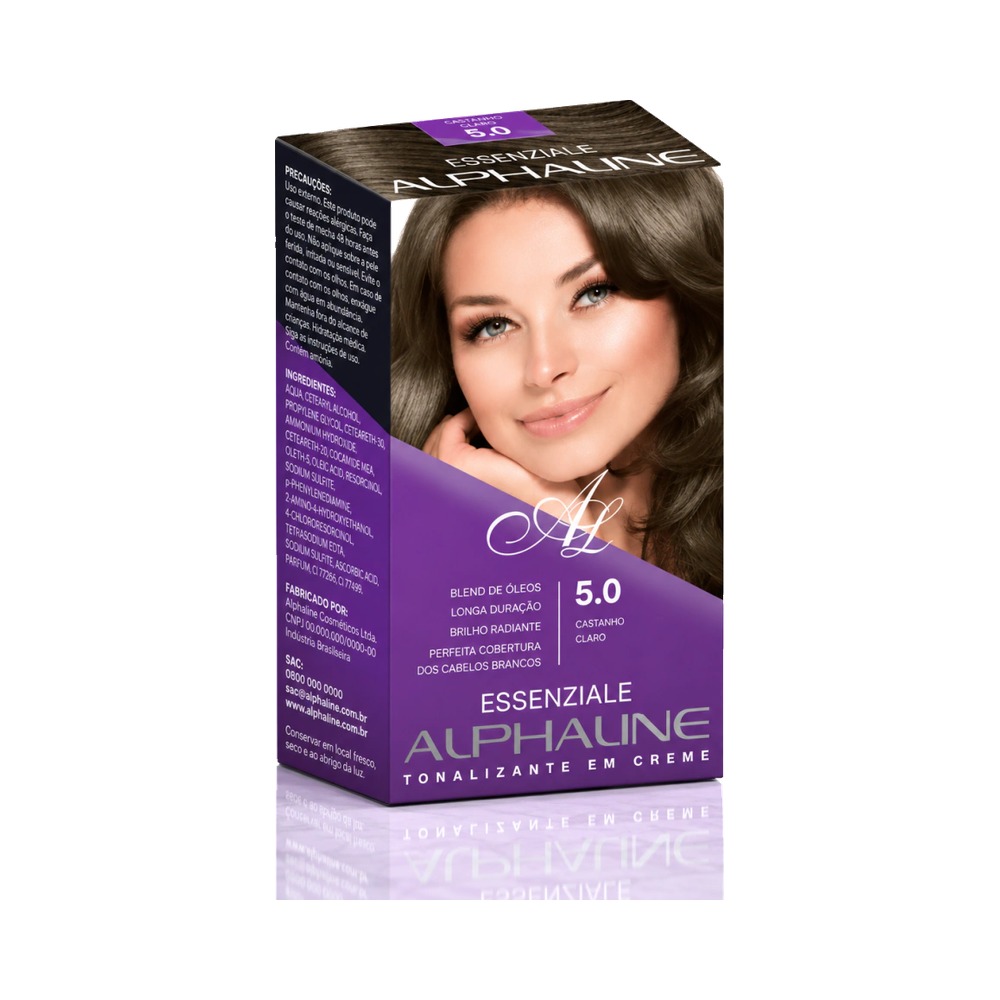 CASTANHO
CLARO
5.0
ESSENZIALE
ALPHALINE
PRECAUÇÕES:
Uso externo. Este produto pode
causar reações alérgicas. Faça
o teste de mecha 48 horas antes
do uso. Não aplique sobre a pele
ferida, irritada ou sensível. Evite o
contato com os olhos. Em caso de
contato com os olhos, enxágue
com água em abundância.
Mantenha fora do alcance de
crianças. Hidratação médica.
Siga as instruções de uso.
Contém amônia.
INGREDIENTES:
AQUA, CETEARYL ALCOHOL,
PROPYLENE GLYCOL, CETEARETH-30,
AMMONIUM HYDROXIDE,
CETEARETH-20, COCAMIDE MEA,
OLETH-5, OLEIC ACID, RESORCINOL,
SODIUM SULFITE,
p-PHENYLENEDIAMINE,
2-AMINO-4-HYDROXYETHANOL,
4-CHLORORESORCINOL,
TETRASODIUM EDTA,
SODIUM SULFITE, ASCORBIC ACID,
PARFUM, CI 77266, CI 77499.
FABRICADO POR:
Alphaline Cosméticos Ltda.
CNPJ 00.000.000/0000-00
Indústria Brasileira
SAC:
0800 000 0000
sac@alphaline.com.br
www.alphaline.com.br
Conservar em local fresco,
seco e ao abrigo da luz.
AL
BLEND DE ÓLEOS
LONGA DURAÇÃO
BRILHO RADIANTE
PERFEITA COBERTURA
DOS CABELOS BRANCOS
5.0
CASTANHO
CLARO
ESSENZIALE
ALPHALINE
TONALIZANTE EM CREME